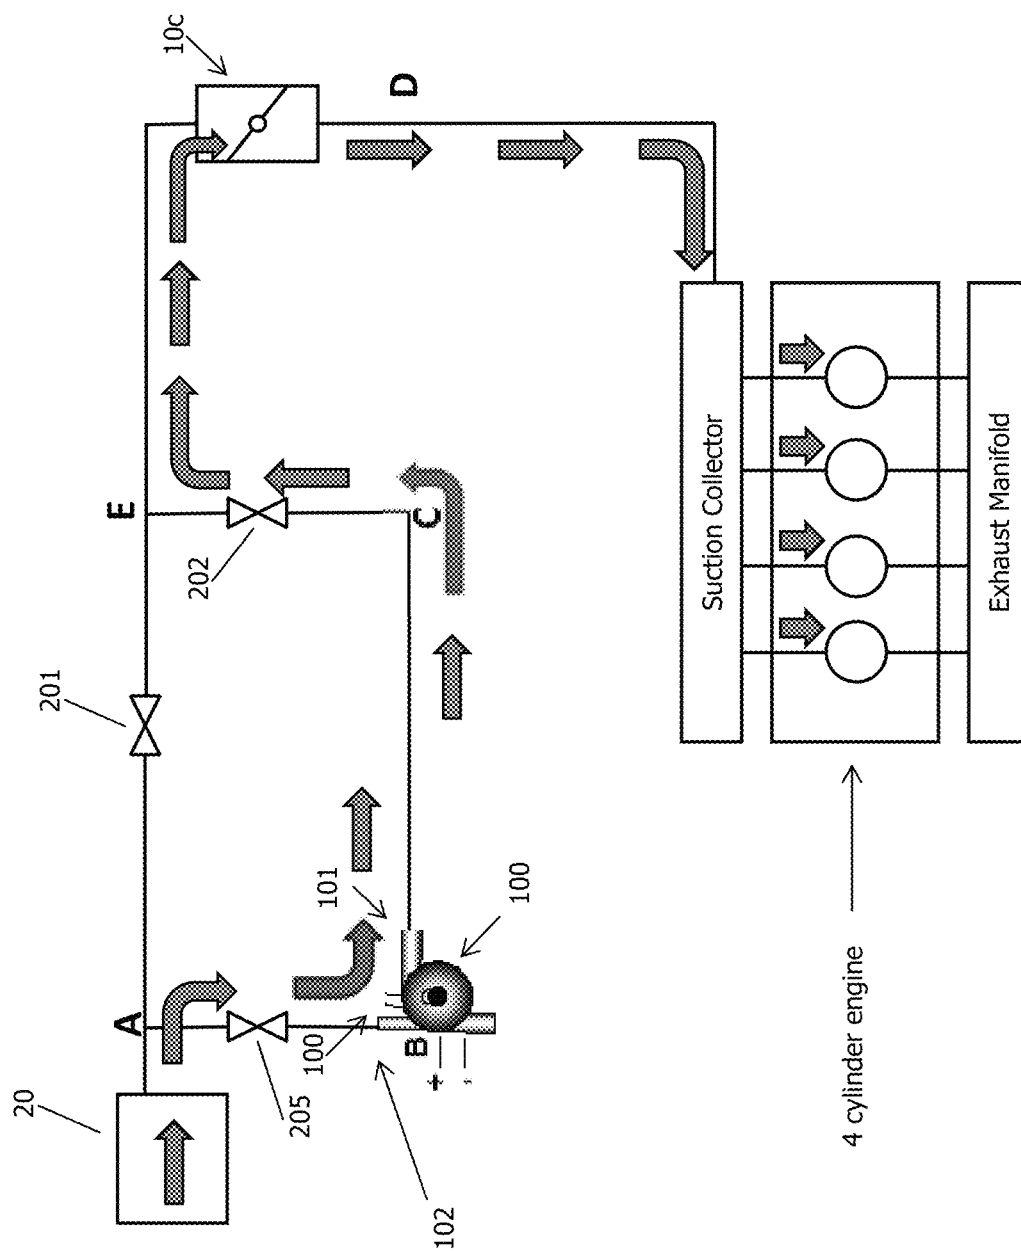 20
201
A
E
10c
202
205
100
101
D
B
C
+
102
-
100
Suction Collector
4 cylinder engine
Exhaust Manifold